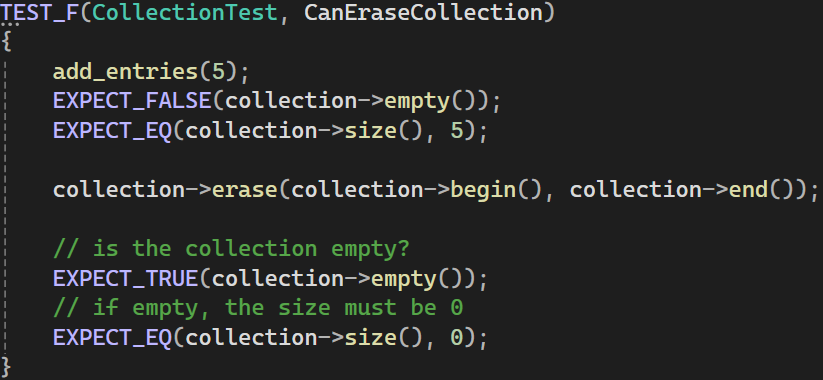 TEST_F(CollectionTest, CanEraseCollection)
{
    add_entries(5);
    EXPECT_FALSE(collection->empty());
    EXPECT_EQ(collection->size(), 5);

    collection->erase(collection->begin(), collection->end());

    // is the collection empty?
    EXPECT_TRUE(collection->empty());
    // if empty, the size must be 0
    EXPECT_EQ(collection->size(), 0);
}